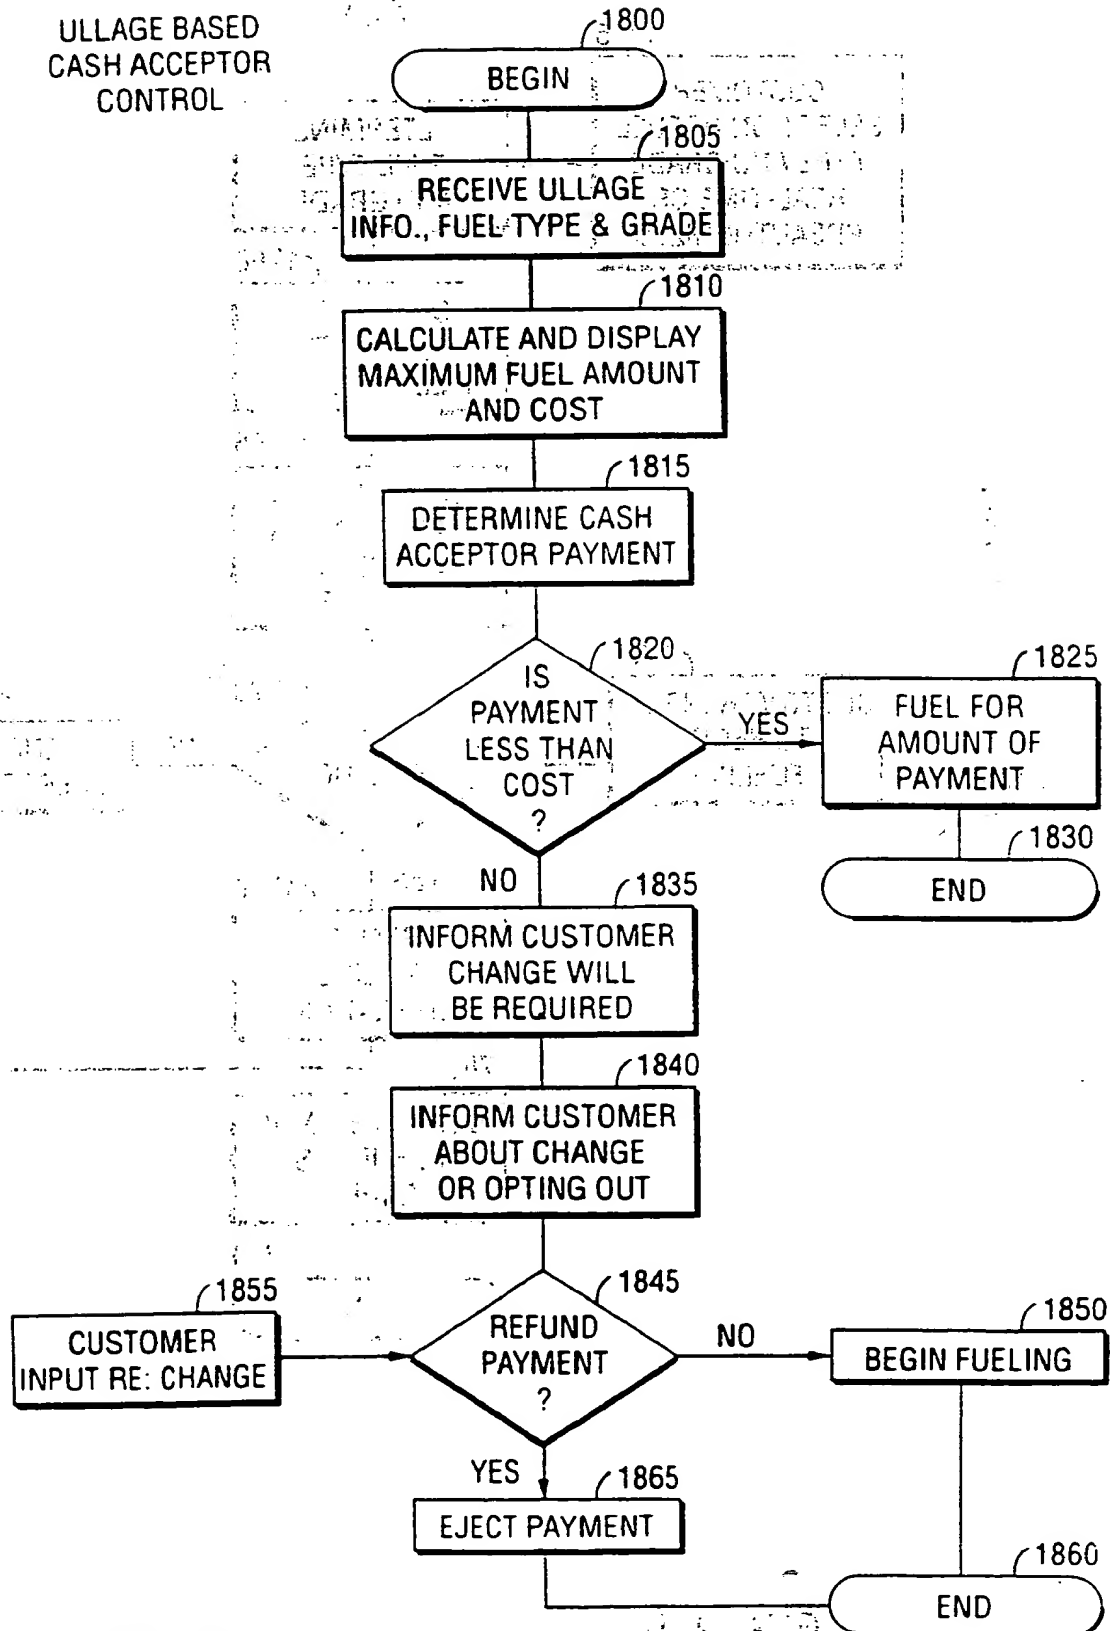 ULLAGE BASED
CASH ACCEPTOR
CONTROL
1800
BEGIN
1805
RECEIVE ULLAGE
INFO., FUEL TYPE & GRADE
1810
CALCULATE AND DISPLAY
MAXIMUM FUEL AMOUNT
AND COST
1815
DETERMINE CASH
ACCEPTOR PAYMENT
1820
IS
PAYMENT
LESS THAN
COST
?
YES
1825
FUEL FOR
AMOUNT OF
PAYMENT
1830
END
NO
1835
INFORM CUSTOMER
CHANGE WILL
BE REQUIRED
1840
INFORM CUSTOMER
ABOUT CHANGE
OR OPTING OUT
1855
CUSTOMER
INPUT RE: CHANGE
1845
REFUND
PAYMENT
?
NO
1850
BEGIN FUELING
YES
1865
EJECT PAYMENT
1860
END